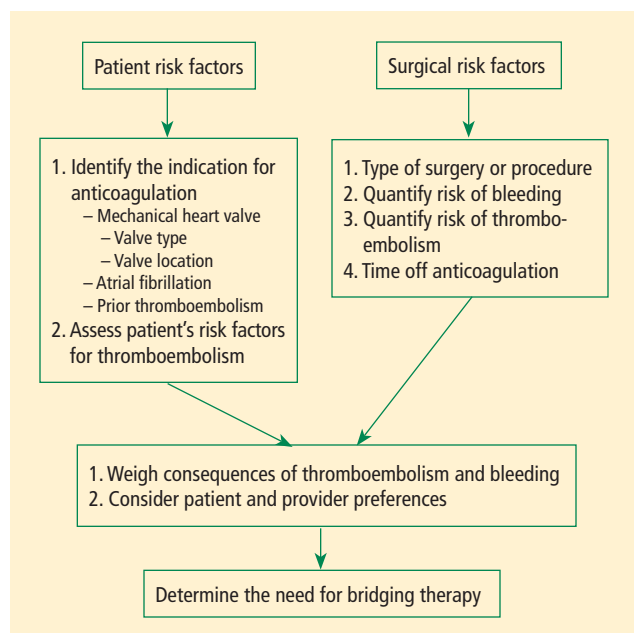 Patient risk factors
Surgical risk factors
1. Identify the indication for
anticoagulation
– Mechanical heart valve
– Valve type
– Valve location
– Atrial fibrillation
– Prior thromboembolism
2. Assess patient's risk factors
for thromboembolism
1. Type of surgery or procedure
2. Quantify risk of bleeding
3. Quantify risk of thrombo-
embolism
4. Time off anticoagulation
1. Weigh consequences of thromboembolism and bleeding
2. Consider patient and provider preferences
Determine the need for bridging therapy